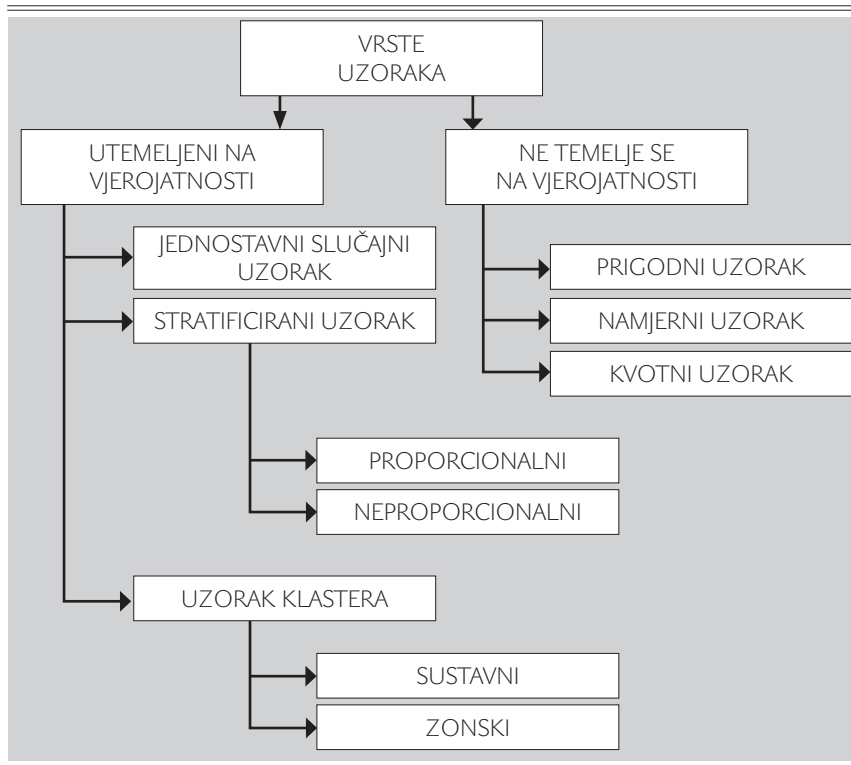 VRSTE
UZORAKA
UTEMELJENI NA
VJEROJATNOSTI
NE TEMELJE SE
NA VJEROJATNOSTI
JEDNOSTAVNI SLUČAJNI
UZORAK
STRATIFICIRANI UZORAK
PRIGODNI UZORAK
NAMJERNI UZORAK
KVOTNI UZORAK
PROPORCIONALNI
NEPROPORCIONALNI
UZORAK KLASTERA
SUSTAVNI
ZONSKI